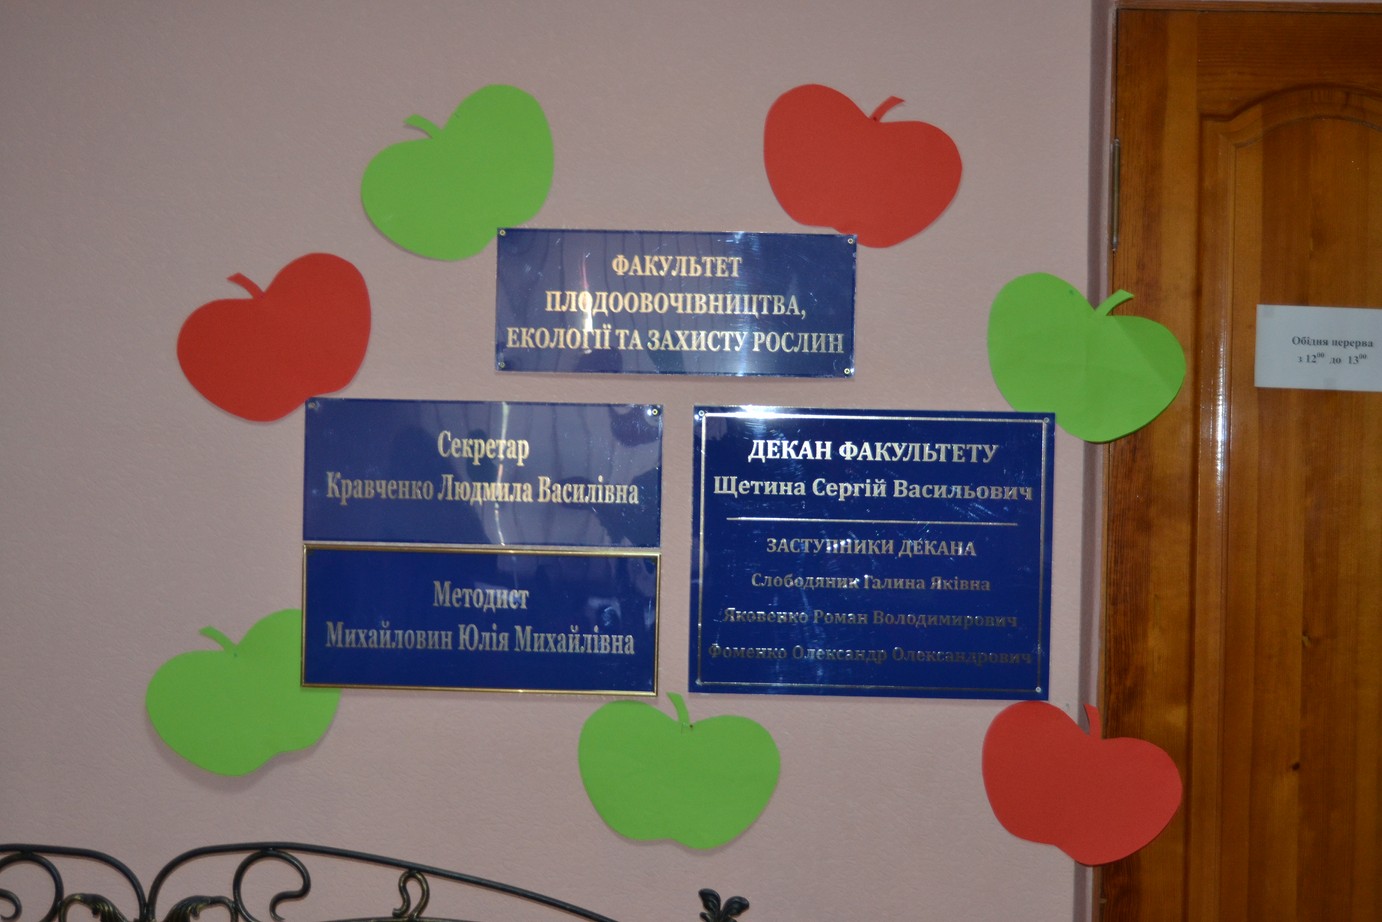 ФАКУЛЬТЕТ
ПЛОДООВОЧІВНИЦТВА,
ЕКОЛОГІЇ ТА ЗАХИСТУ РОСЛИН
Секретар
Кравченко Людмила Василівна
Методист
Михайловин Юлія Михайлівна
ДЕКАН ФАКУЛЬТЕТУ
Щетина Сергій Васильович
ЗАСТУПНИКИ ДЕКАНА
Слободяник Галина Яківна
Яковенко Роман Володимирович
Фоменко Олександр Олександрович
Обідня перерва
з 12⁰⁰ до 13⁰⁰